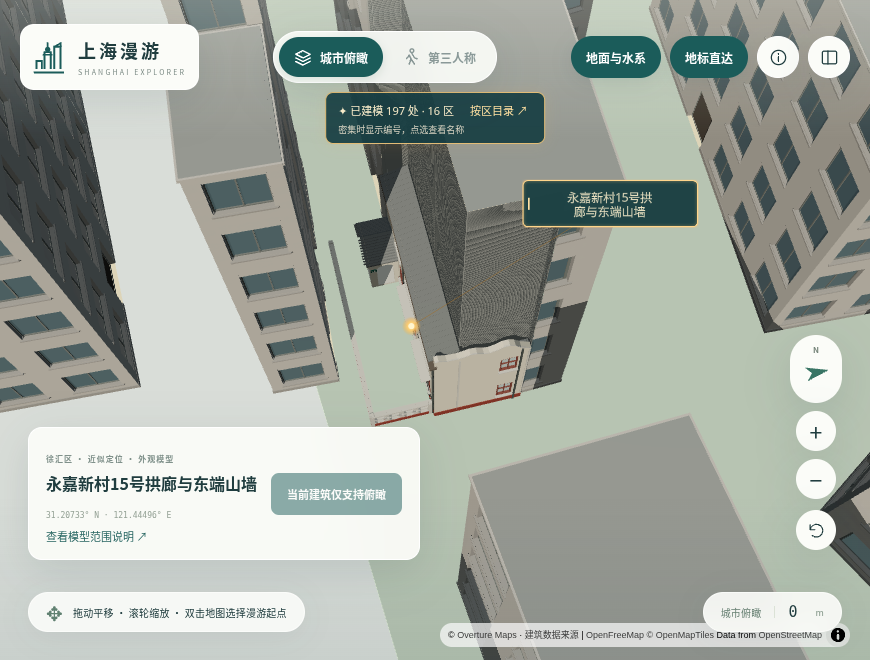 上海漫游
SHANGHAI EXPLORER
城市俯瞰
第三人称
地面与水系
地标直达
✦ 已建模 197 处 · 16 区 按区目录 ↗
密集时显示编号，点选查看名称
永嘉新村15号拱
廊与东端山墙
N
徐汇区 · 近似定位 · 外观模型
永嘉新村15号拱廊与东端山墙
当前建筑仅支持俯瞰
31.20733° N · 121.44496° E
查看模型范围说明 ↗
拖动平移 · 滚轮缩放 · 双击地图选择漫游起点
城市俯瞰 0 m
© Overture Maps · 建筑数据来源 | OpenFreeMap © OpenMapTiles Data from OpenStreetMap